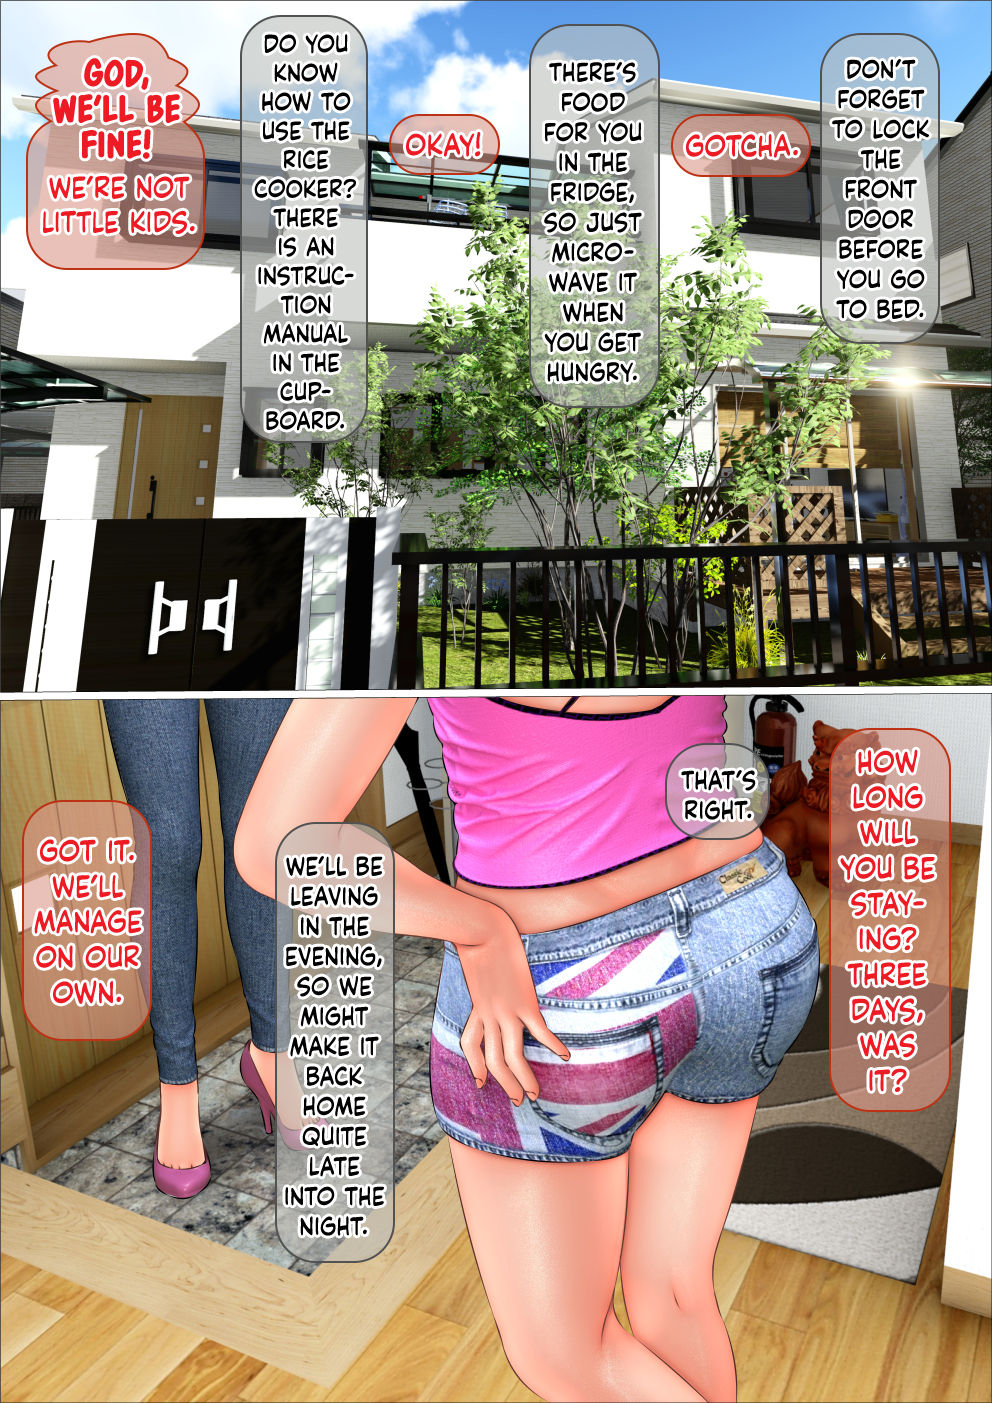 DON'T
FORGET
TO LOCK
THE
FRONT
DOOR
BEFORE
YOU GO
TO BED.
GOTCHA.
THERE'S
FOOD
FOR YOU
IN THE
FRIDGE,
SO JUST
MICRO-
WAVE IT
WHEN
YOU GET
HUNGRY.
OKAY!
DO YOU
KNOW
HOW TO
USE THE
RICE
COOKER?
THERE
IS AN
INSTRUC-
TION
MANUAL
IN THE
CUP-
BOARD.
GOD,
WE'LL BE
FINE!
WE'RE NOT
LITTLE KIDS.
HOW
LONG
WILL
YOU BE
STAY-
ING?
THREE
DAYS,
WAS
IT?
THAT'S
RIGHT.
WE'LL BE
LEAVING
IN THE
EVENING,
SO WE
MIGHT
MAKE IT
BACK
HOME
QUITE
LATE
INTO THE
NIGHT.
GOT IT.
WE'LL
MANAGE
ON OUR
OWN.
Classic